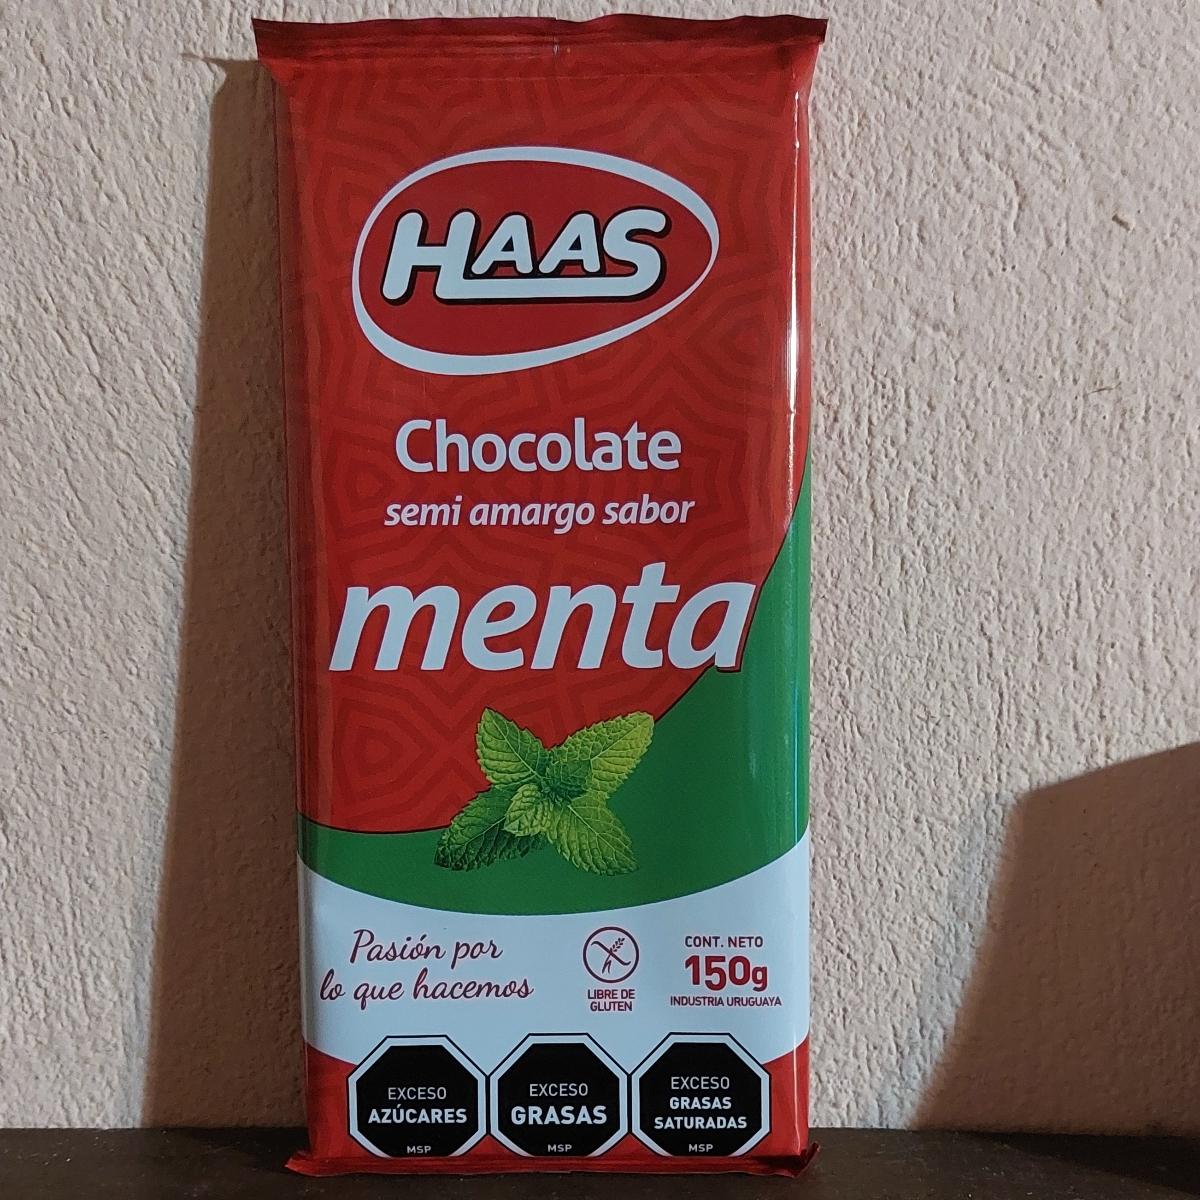 HAAS
Chocolate
semi amargo sabor
menta
Pasión por
lo que hacemos
LIBRE DE
GLUTEN
CONT. NETO
150g
INDUSTRIA URUGUAYA
EXCESO
AZÚCARES
MSP
EXCESO
GRASAS
MSP
EXCESO
GRASAS
SATURADAS
MSP